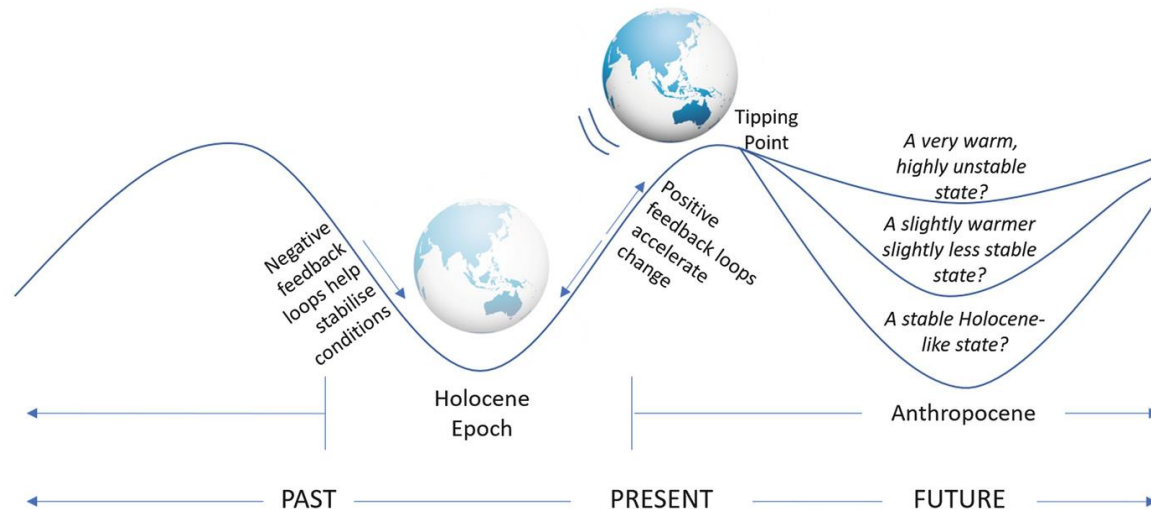 Tipping
Point
A very warm,
highly unstable
state?
Negative
feedback
loops help
stabilise
conditions
Positive
feedback loops
accelerate
change
A slightly warmer
slightly less stable
state?
A stable Holocene-
like state?
Holocene
Epoch
Anthropocene
PAST
PRESENT
FUTURE